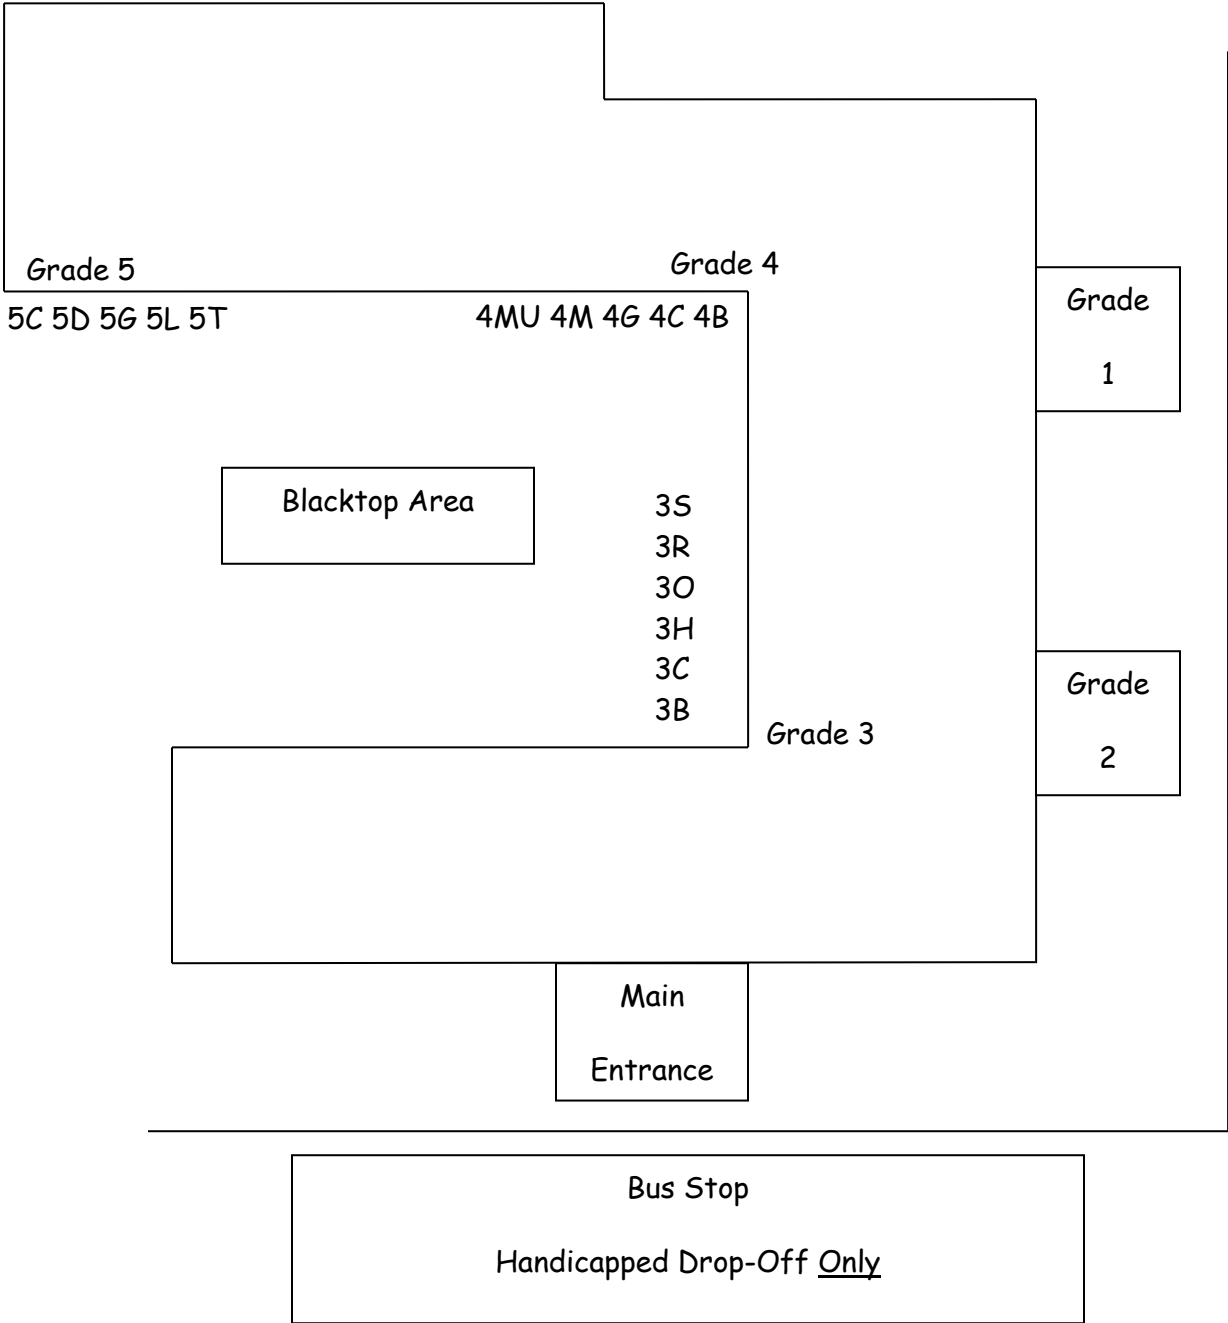 Grade 5
Grade 4
5C 5D 5G 5L 5T
4MU 4M 4G 4C 4B
Grade
1
Blacktop Area
3S
3R
3O
3H
3C
3B
Grade 3
Grade
2
Main
Entrance
Bus Stop
Handicapped Drop-Off Only